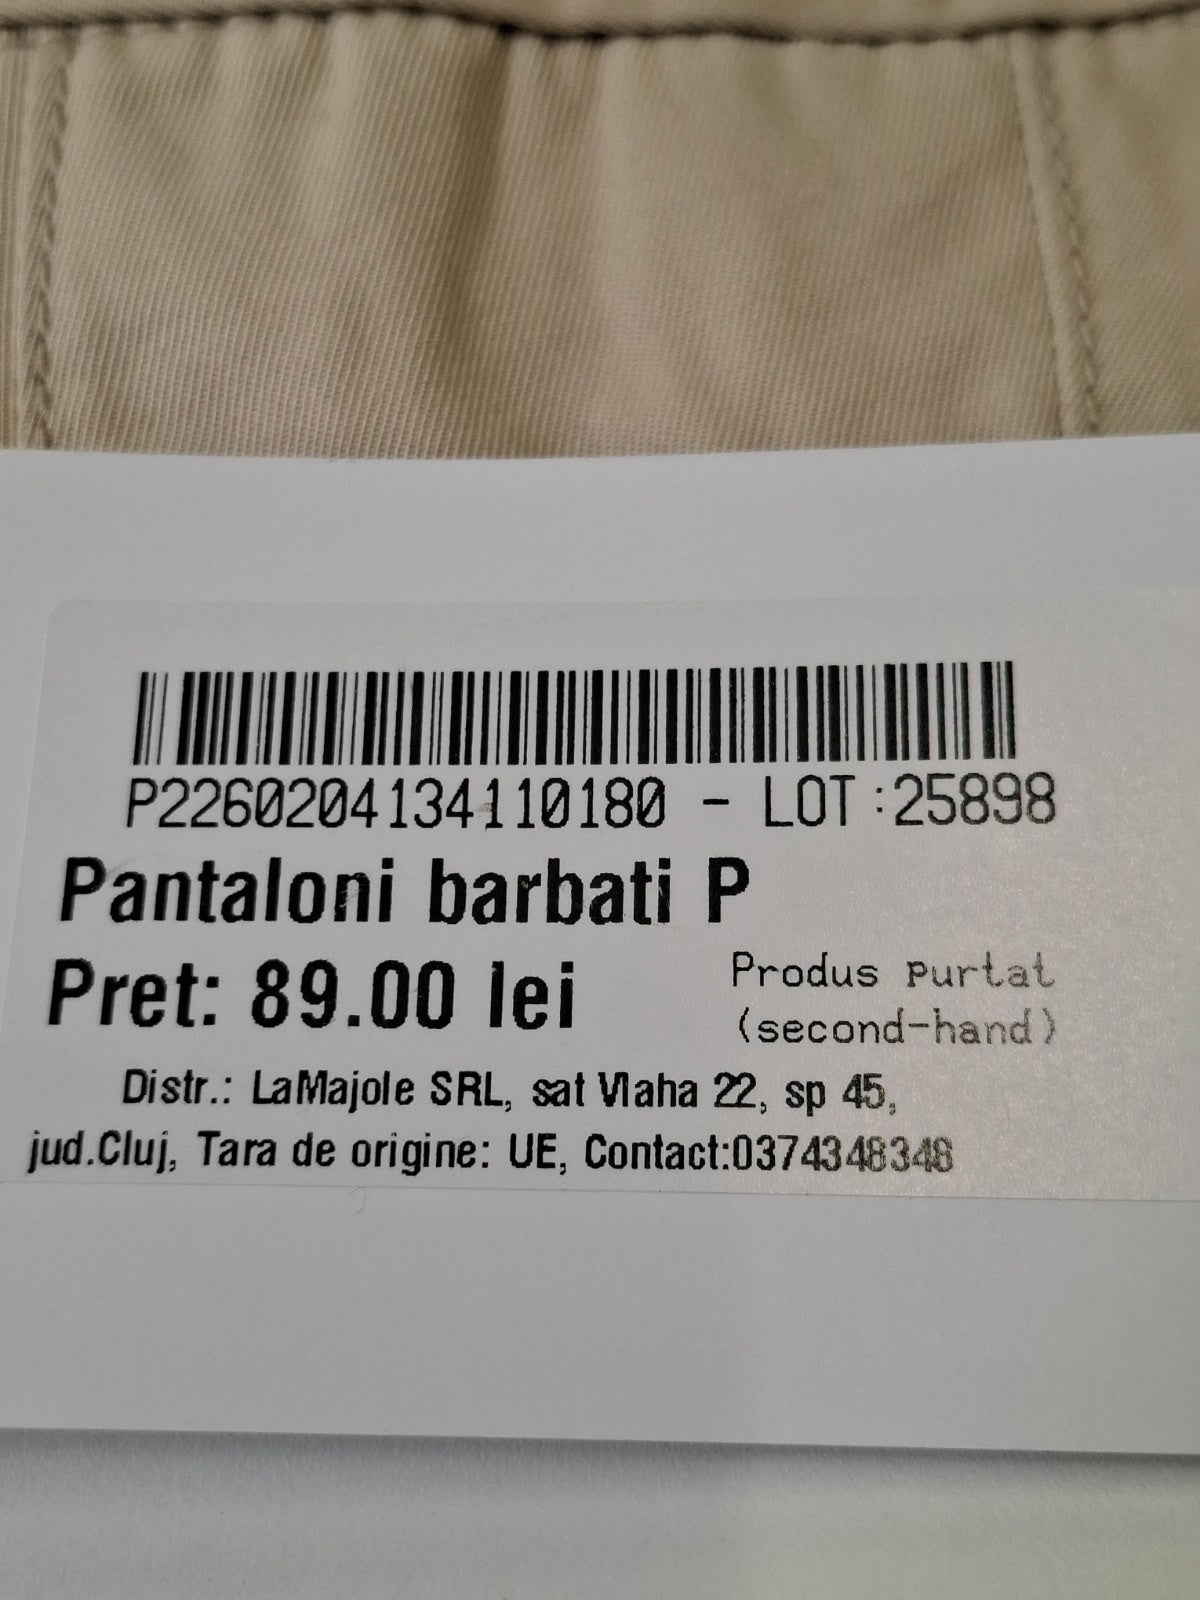 P2260204134110180 - LOT:25898
Pantaloni barbati P
Pret: 89.00 lei
Produs purtat
(second-hand)
Distr.: LaMajole SRL, sat Vlaha 22, sp 45,
jud.Cluj, Tara de origine: UE, Contact:0374348348